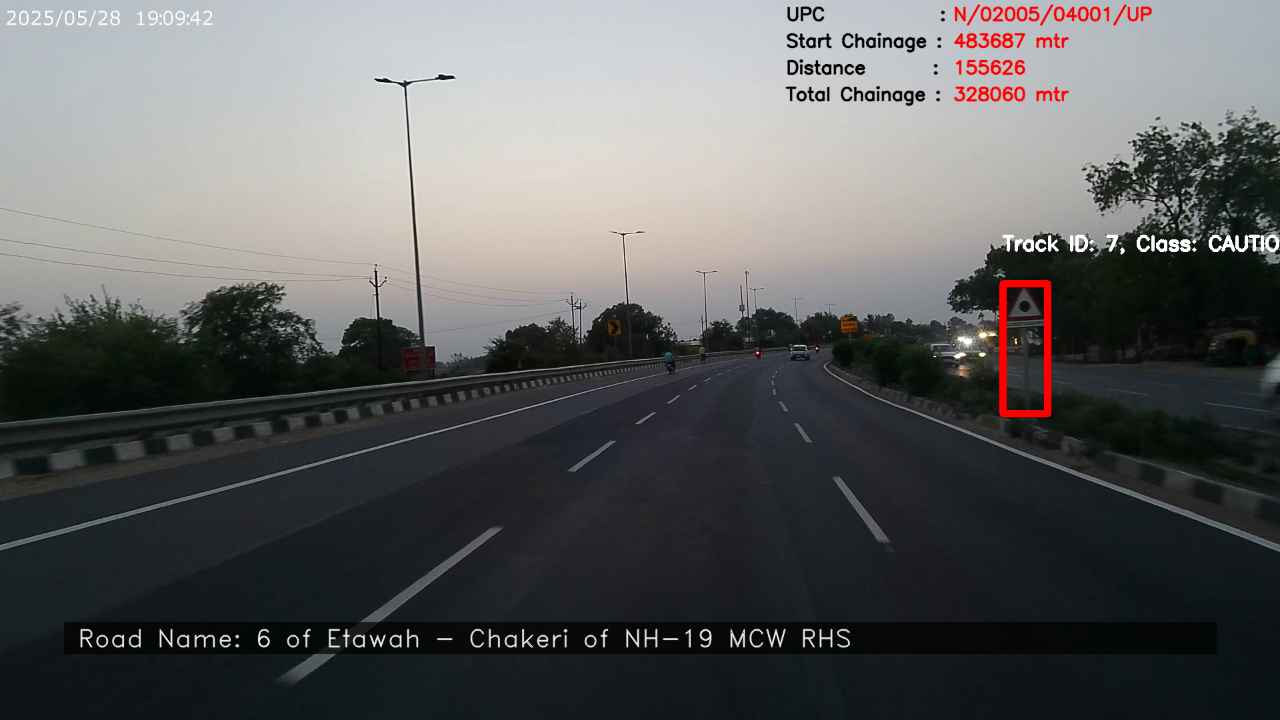 2025/05/28 19:09:42
UPC : N/02005/04001/UP
Start Chainage : 483687 mtr
Distance : 155626
Total Chainage : 328060 mtr
Track ID: 7, Class: CAUTIO
Road Name: 6 of Etawah - Chakeri of NH-19 MCW RHS